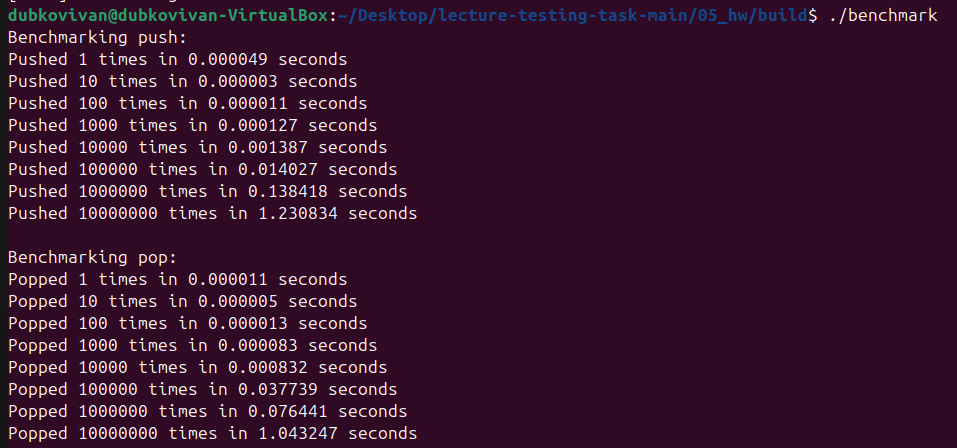 dubkovivan@dubkovivan-VirtualBox:~/Desktop/lecture-testing-task-main/05_hw/build$ ./benchmark
Benchmarking push:
Pushed 1 times in 0.000049 seconds
Pushed 10 times in 0.000003 seconds
Pushed 100 times in 0.000011 seconds
Pushed 1000 times in 0.000127 seconds
Pushed 10000 times in 0.001387 seconds
Pushed 100000 times in 0.014027 seconds
Pushed 1000000 times in 0.138418 seconds
Pushed 10000000 times in 1.230834 seconds

Benchmarking pop:
Popped 1 times in 0.000011 seconds
Popped 10 times in 0.000005 seconds
Popped 100 times in 0.000013 seconds
Popped 1000 times in 0.000083 seconds
Popped 10000 times in 0.000832 seconds
Popped 100000 times in 0.037739 seconds
Popped 1000000 times in 0.076441 seconds
Popped 10000000 times in 1.043247 seconds